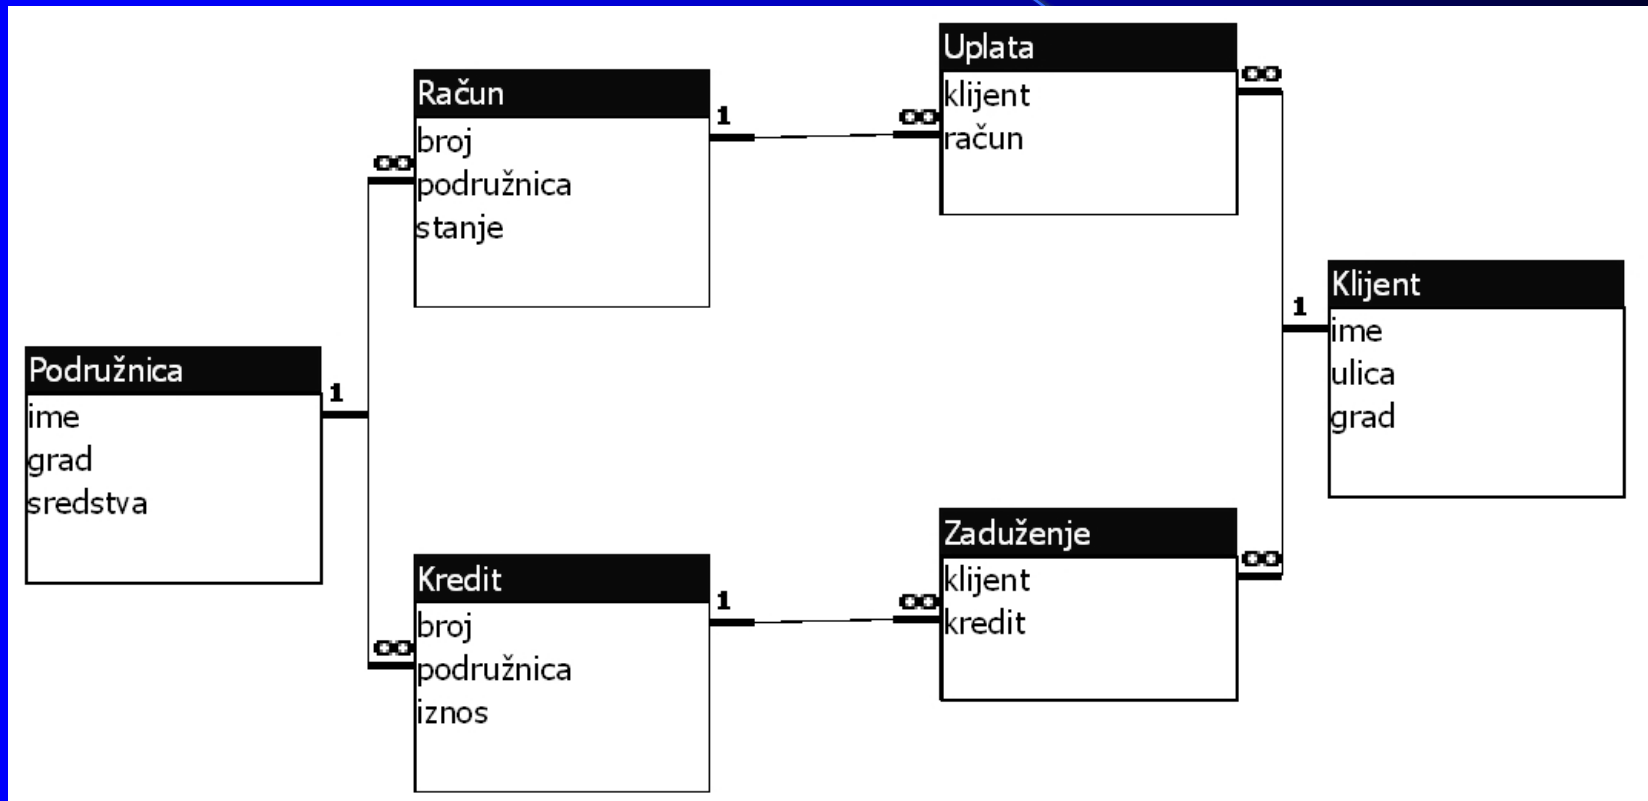 Podružnica
ime
grad
sredstva
1
Račun
broj
podružnica
stanje
∞
1
Kredit
broj
podružnica
iznos
∞
1
Uplata
klijent
račun
∞
∞
Zaduženje
klijent
kredit
∞
∞
Klijent
ime
ulica
grad
1